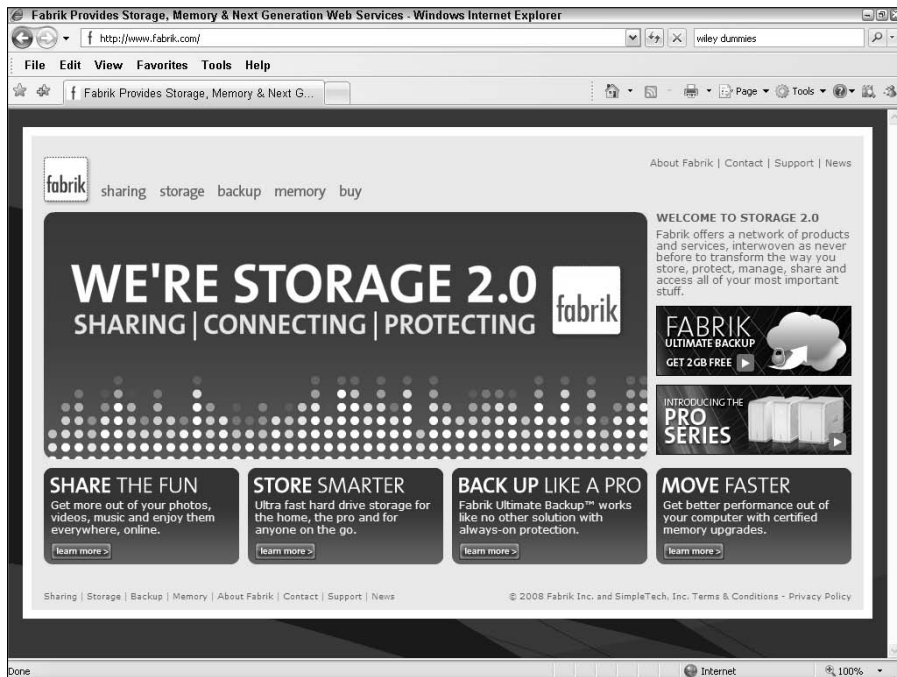 Fabrik Provides Storage, Memory & Next Generation Web Services - Windows Internet Explorer
http://www.fabrik.com/
wiley dummies
File Edit View Favorites Tools Help
Fabrik Provides Storage, Memory & Next G...
Page Tools
About Fabrik | Contact | Support | News
fabrik
sharing storage backup memory buy
WE'RE STORAGE 2.0
SHARING | CONNECTING | PROTECTING
fabrik
WELCOME TO STORAGE 2.0
Fabrik offers a network of products
and services, interwoven as never
before to transform the way you
store, protect, manage, share and
access all of your most important
stuff.
FABRIK
ULTIMATE BACKUP
GET 2GB FREE
INTRODUCING THE
PRO
SERIES
SHARE THE FUN
Get more out of your photos,
videos, music and enjoy them
everywhere, online.
learn more >
STORE SMARTER
Ultra fast hard drive storage for
the home, the pro and for
anyone on the go.
learn more >
BACK UP LIKE A PRO
Fabrik Ultimate Backup™ works
like no other solution with
always-on protection.
learn more >
MOVE FASTER
Get better performance out of
your computer with certified
memory upgrades.
learn more >
Sharing | Storage | Backup | Memory | About Fabrik | Contact | Support | News
© 2008 Fabrik Inc. and SimpleTech, Inc. Terms & Conditions - Privacy Policy
Done
Internet
100%